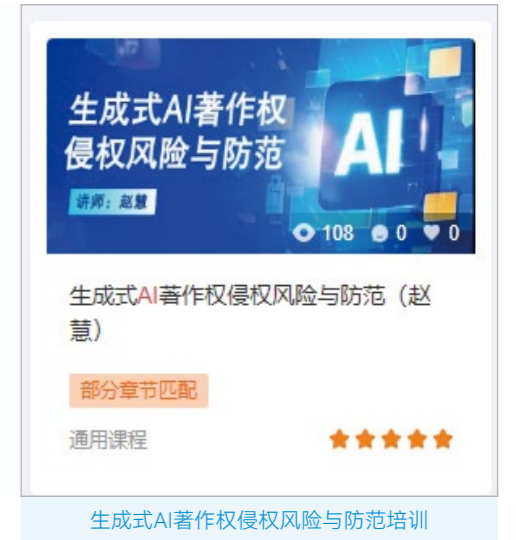 生成式AI著作权
侵权风险与防范
讲师：赵慧
108 0 0
生成式AI著作权侵权风险与防范（赵
慧）
部分章节匹配
通用课程
生成式AI著作权侵权风险与防范培训